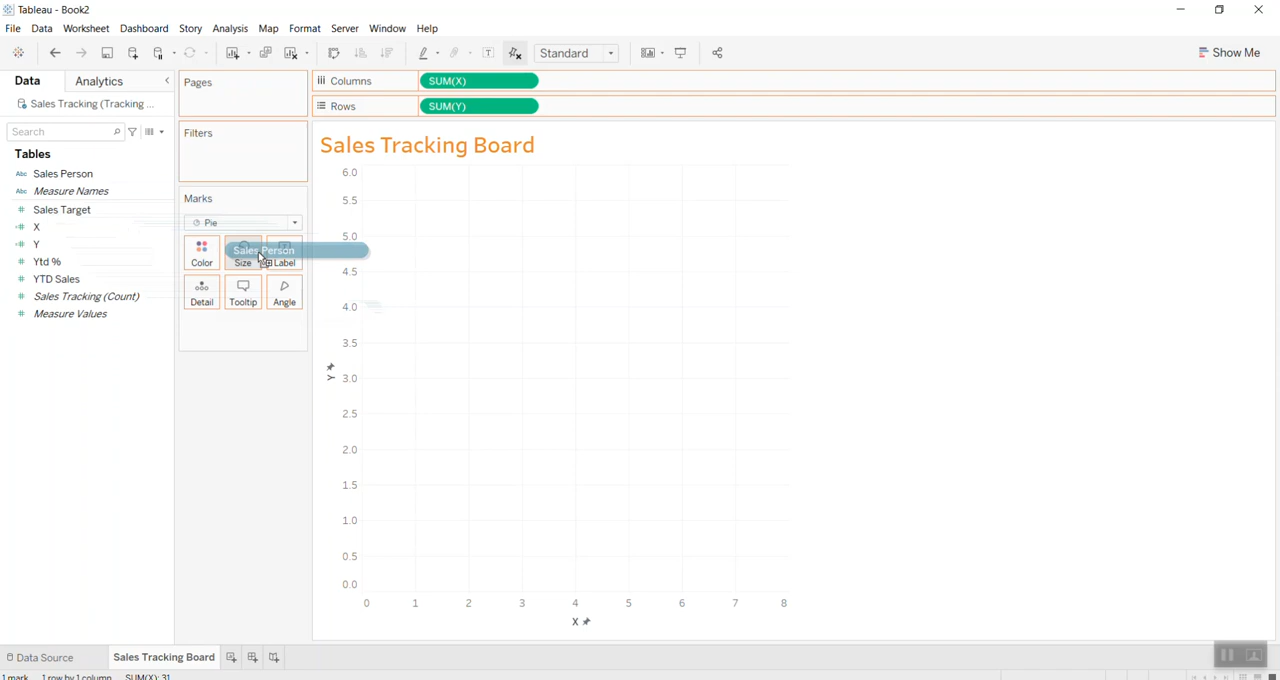 Tableau - Book2
File Data Worksheet Dashboard Story Analysis Map Format Server Window Help
Standard
Show Me
Data Analytics
Pages
Columns SUM(X)
Sales Tracking (Tracking ...
Rows SUM(Y)
Search
Filters
Tables
Sales Tracking Board
Abc Sales Person
Abc Measure Names
Marks
# Sales Target
# X
Pie
# Y
# Ytd %
Sales Person
Color Size Label
# YTD Sales
# Sales Tracking (Count)
Detail Tooltip Angle
# Measure Values
6.0
5.5
5.0
4.5
4.0
3.5
3.0
2.5
2.0
1.5
1.0
0.5
0.0
Y
0 1 2 3 4 5 6 7 8
X
Data Source Sales Tracking Board
1 mark 1 row by 1 column SUM(X): 31